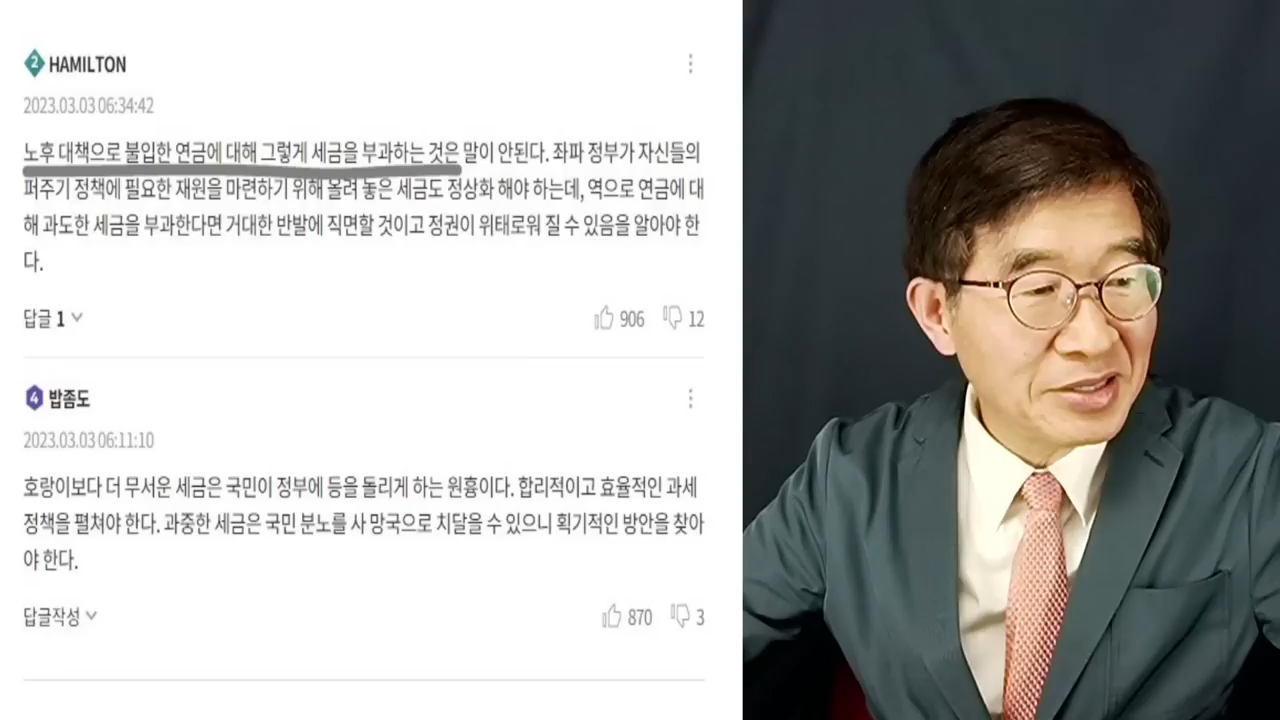 2 HAMILTON
2023.03.03 06:34:42
노후 대책으로 불입한 연금에 대해 그렇게 세금을 부과하는 것은 말이 안된다. 좌파 정부가 자신들의
퍼주기 정책에 필요한 재원을 마련하기 위해 올려 놓은 세금도 정상화 해야 하는데, 역으로 연금에 대
해 과도한 세금을 부과한다면 거대한 반발에 직면할 것이고 정권이 위태로워 질 수 있음을 알아야 한
다.
답글 1
906 12
4 밥좀도
2023.03.03 06:11:10
호랑이보다 더 무서운 세금은 국민이 정부에 등을 돌리게 하는 원흉이다. 합리적이고 효율적인 과세
정책을 펼쳐야 한다. 과중한 세금은 국민 분노를 사 망국으로 치달을 수 있으니 획기적인 방안을 찾아
야 한다.
답글작성
870 3